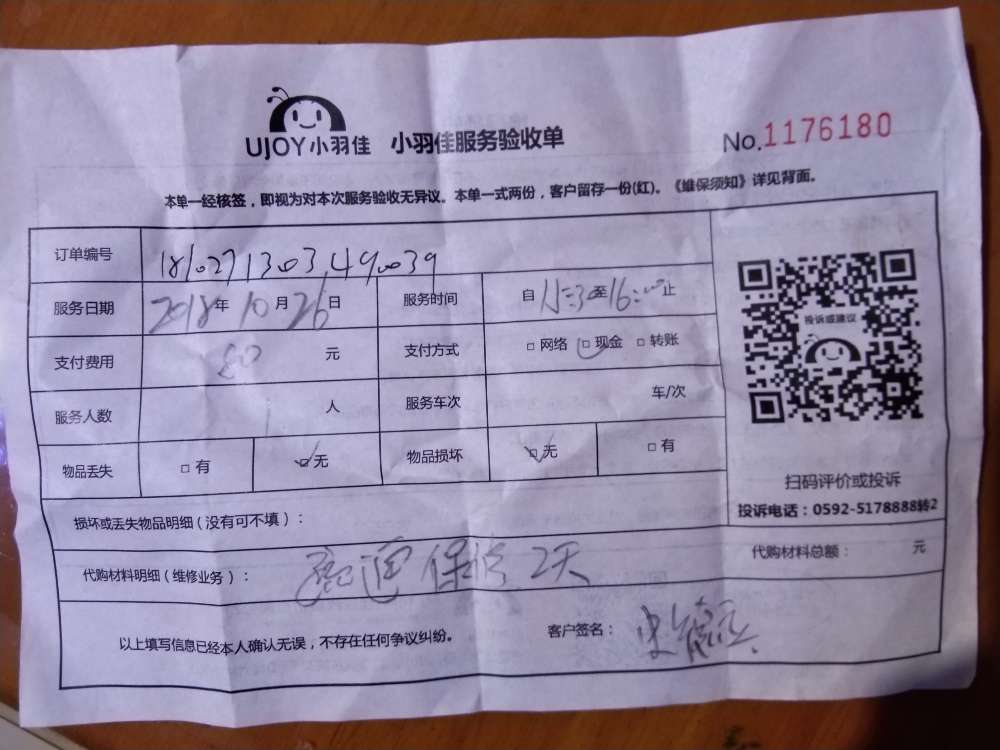 UJOY小羽佳 小羽佳服务验收单 No.1176180
本单一经核签，即视为对本次服务验收无异议。本单一式两份，客户留存一份(红)。《维保须知》详见背面。
订单编号
服务日期 2018年10月26日 服务时间 自15:30至16:00止
投诉或建议
支付费用 80 元 支付方式 □网络 □现金 □转账
服务人数 1 人 服务车次 车/次
物品丢失 □有 □无 物品损坏 □无 □有
扫码评价或投诉
投诉电话：0592-5178888转2
损坏或丢失物品明细（没有可不填）：
代购材料明细（维修业务）： 疏通保修2天 代购材料总额： 元
以上填写信息已经本人确认无误，不存在任何争议纠纷。 客户签名：